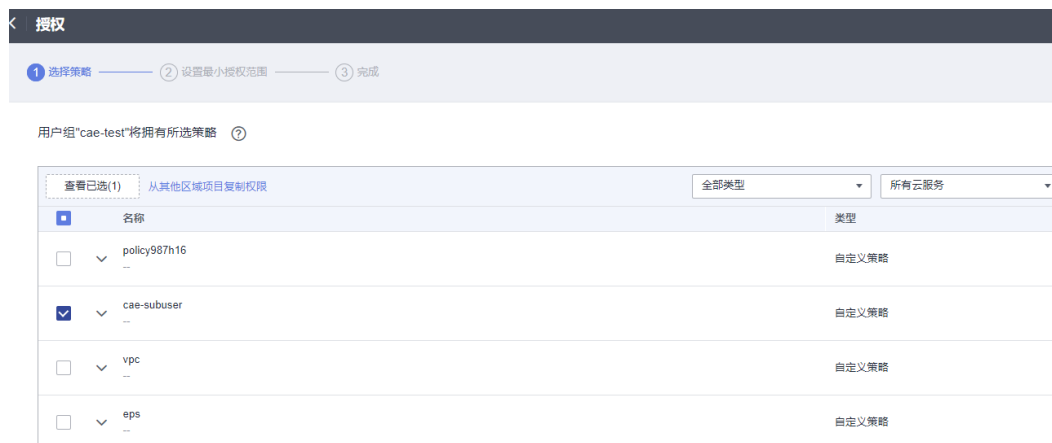 授权
1 选择策略 2 设置最小授权范围 3 完成
用户组"cae-test"将拥有所选策略 ?
查看已选(1) 从其他区域项目复制权限 全部类型 所有云服务
名称 类型
policy987h16 自定义策略
--
cae-subuser 自定义策略
--
vpc 自定义策略
--
eps 自定义策略
--